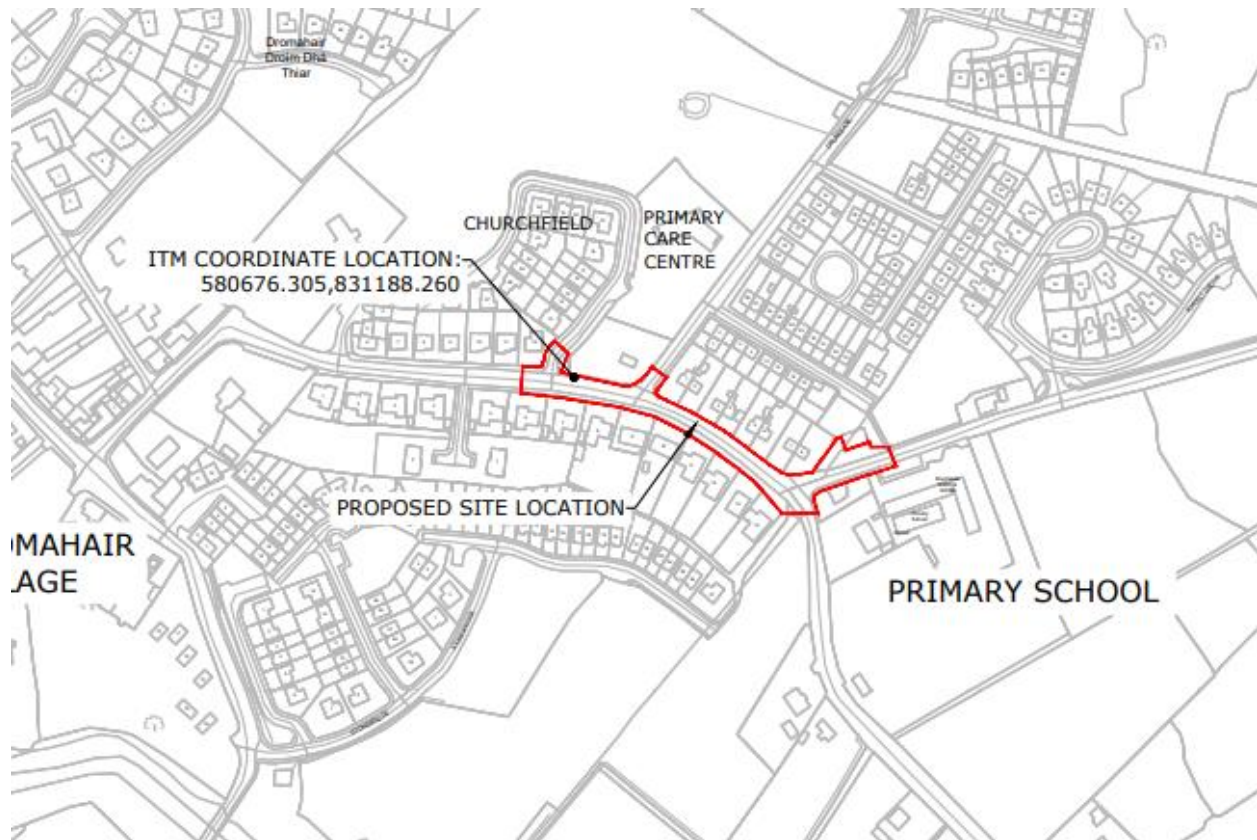 Dromahair
Droim Dhá
Thiar
CHURCHFIELD
PRIMARY
CARE
CENTRE
ITM COORDINATE LOCATION:
580676.305,831188.260
PROPOSED SITE LOCATION
OMAHAIR
LAGE
PRIMARY SCHOOL